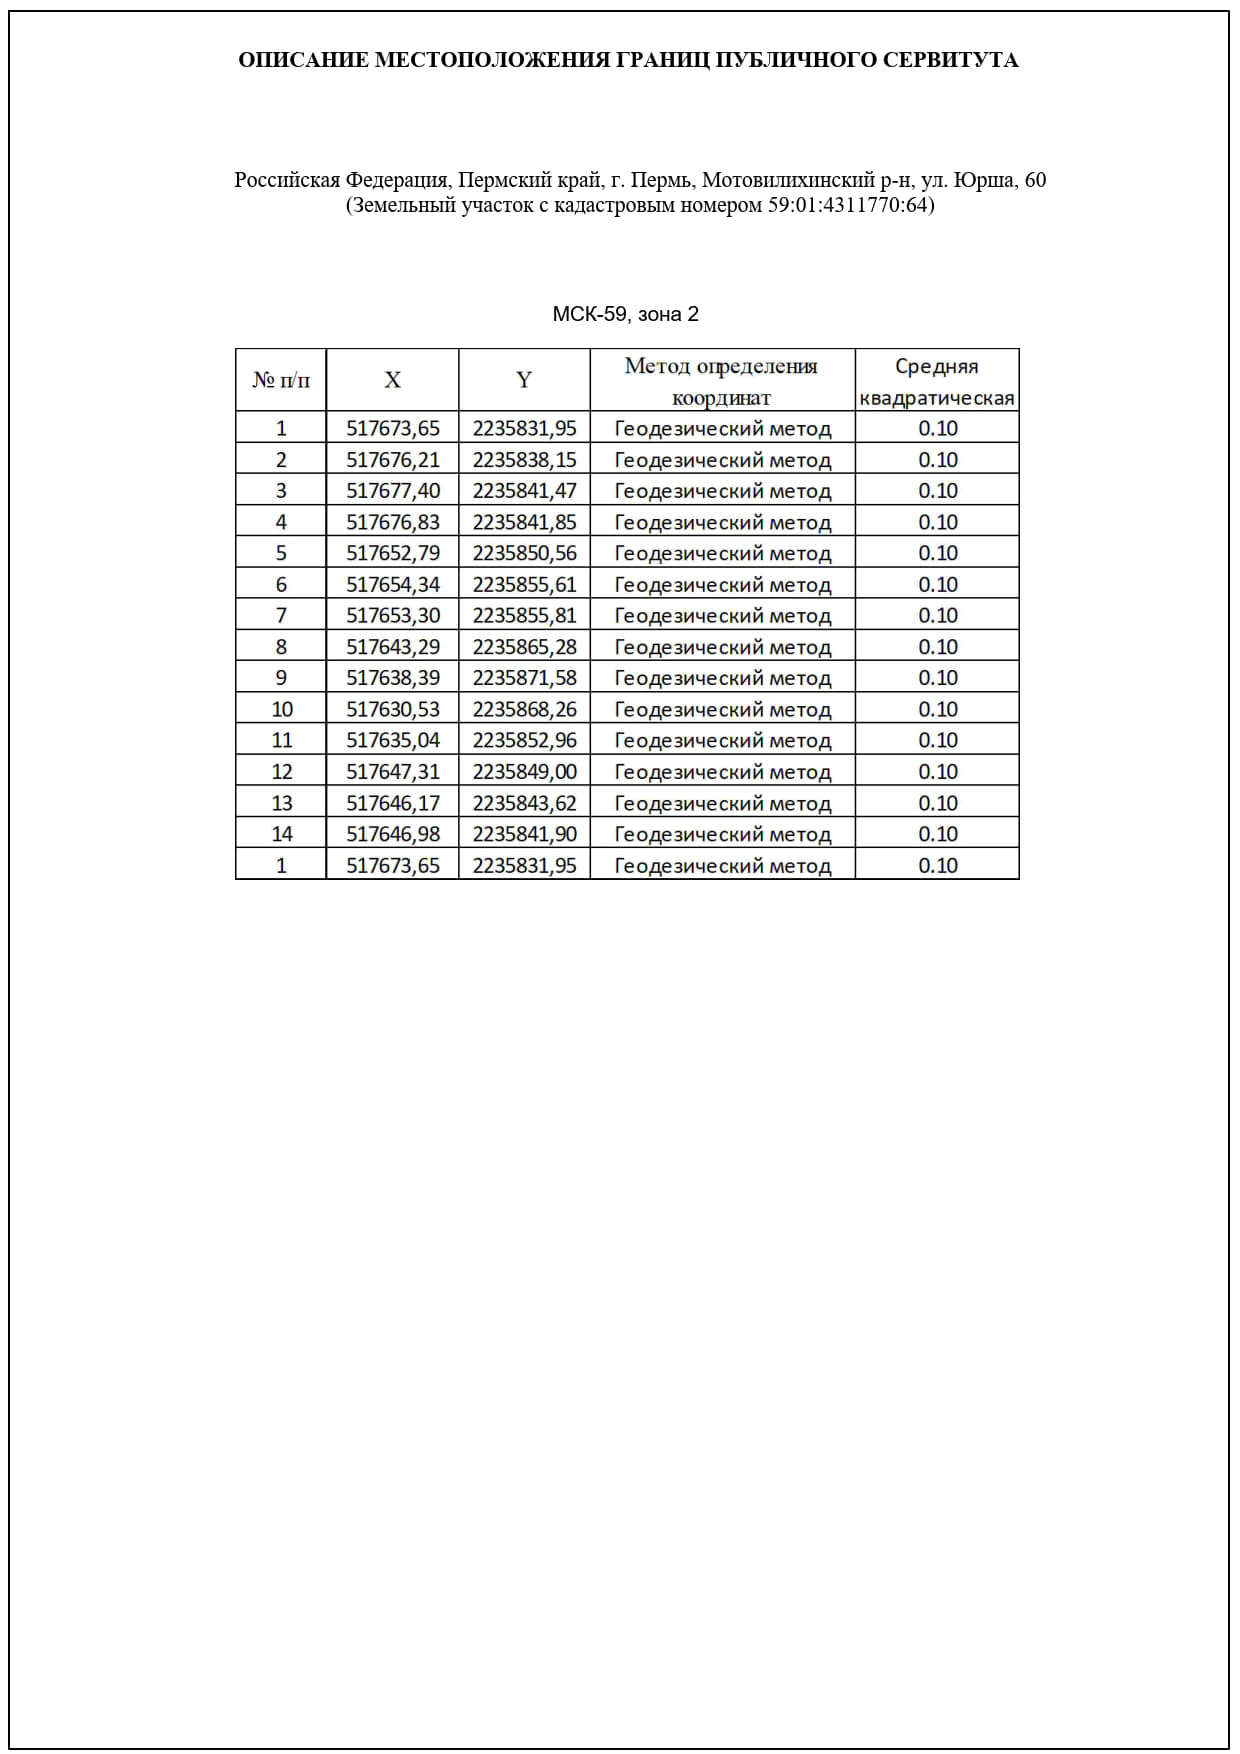 ОПИСАНИЕ МЕСТОПОЛОЖЕНИЯ ГРАНИЦ ПУБЛИЧНОГО СЕРВИТУТА
Российская Федерация, Пермский край, г. Пермь, Мотовилихинский р-н, ул. Юрша, 60
(Земельный участок с кадастровым номером 59:01:4311770:64)
МСК-59, зона 2
№ п/п X Y Метод определения координат Средняя квадратическая
1 517673,65 2235831,95 Геодезический метод 0.10
2 517676,21 2235838,15 Геодезический метод 0.10
3 517677,40 2235841,47 Геодезический метод 0.10
4 517676,83 2235841,85 Геодезический метод 0.10
5 517652,79 2235850,56 Геодезический метод 0.10
6 517654,34 2235855,61 Геодезический метод 0.10
7 517653,30 2235855,81 Геодезический метод 0.10
8 517643,29 2235865,28 Геодезический метод 0.10
9 517638,39 2235871,58 Геодезический метод 0.10
10 517630,53 2235868,26 Геодезический метод 0.10
11 517635,04 2235852,96 Геодезический метод 0.10
12 517647,31 2235849,00 Геодезический метод 0.10
13 517646,17 2235843,62 Геодезический метод 0.10
14 517646,98 2235841,90 Геодезический метод 0.10
1 517673,65 2235831,95 Геодезический метод 0.10